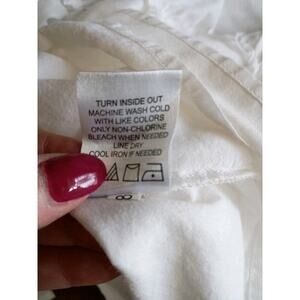 TURN INSIDE OUT
MACHINE WASH COLD
WITH LIKE COLORS
ONLY NON-CHLORINE
BLEACH WHEN NEEDED
LINE DRY
COOL IRON IF NEEDED
8